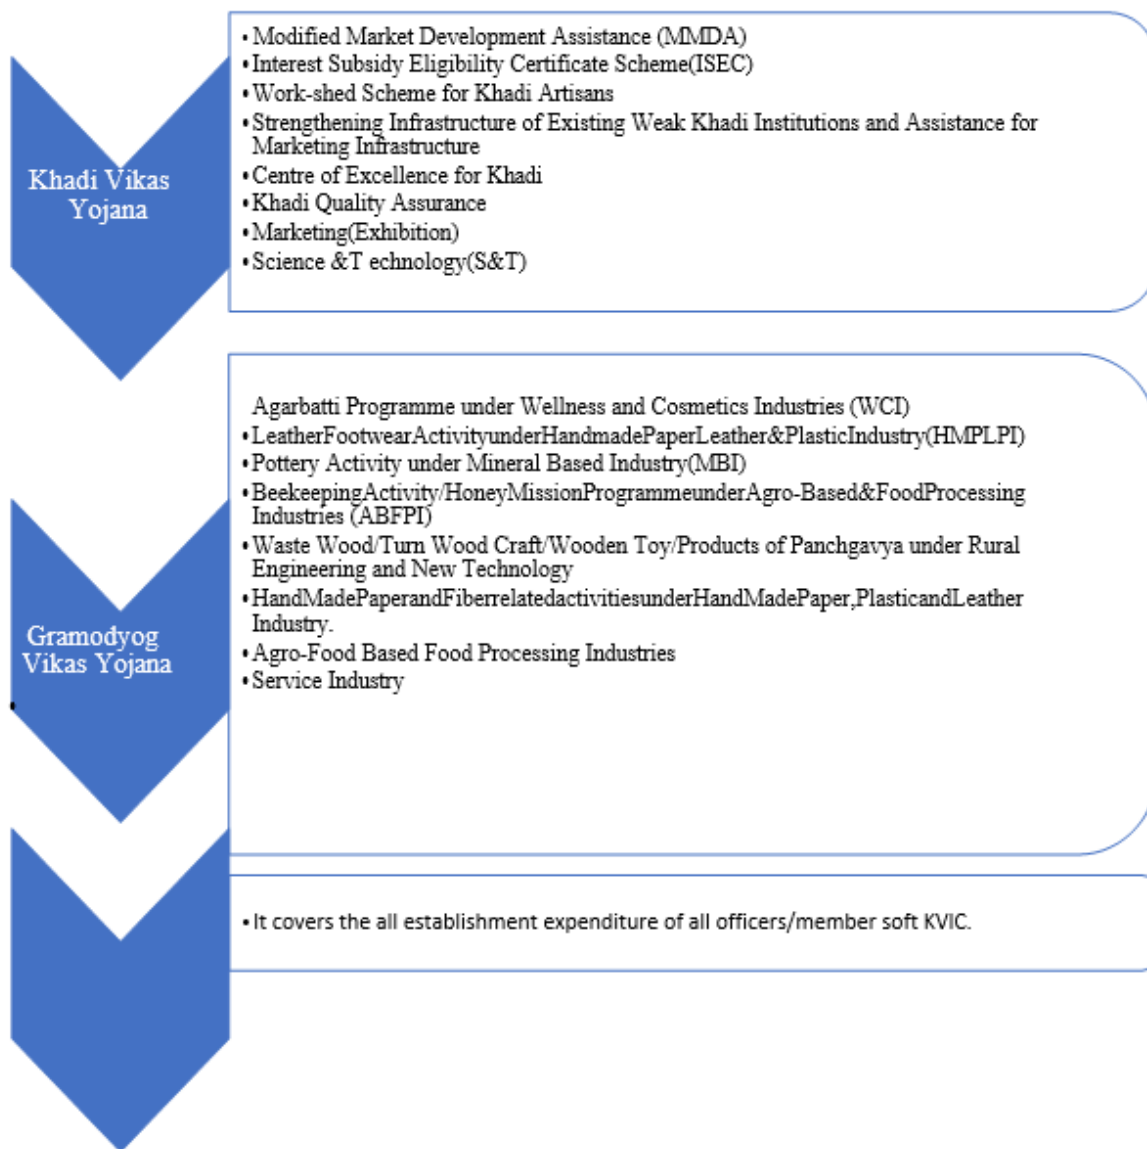 • Modified Market Development Assistance (MMDA)
• Interest Subsidy Eligibility Certificate Scheme(ISEC)
• Work-shed Scheme for Khadi Artisans
• Strengthening Infrastructure of Existing Weak Khadi Institutions and Assistance for
Marketing Infrastructure
• Centre of Excellence for Khadi
• Khadi Quality Assurance
• Marketing(Exhibition)
• Science &T echnology(S&T)
Khadi Vikas
Yojana
Agarbatti Programme under Wellness and Cosmetics Industries (WCI)
• LeatherFootwearActivityunderHandmadePaperLeather&PlasticIndustry(HMPLPI)
• Pottery Activity under Mineral Based Industry(MBI)
• BeekeepingActivity/HoneyMissionProgrammeunderAgro-Based&FoodProcessing
Industries (ABFPI)
• Waste Wood/Turn Wood Craft/Wooden Toy/Products of Panchgavya under Rural
Engineering and New Technology
• HandMadePaperandFiberrelatedactivitiesunderHandMadePaper,PlasticandLeather
Industry.
• Agro-Food Based Food Processing Industries
• Service Industry
Gramodyog
Vikas Yojana
•
• It covers the all establishment expenditure of all officers/member soft KVIC.